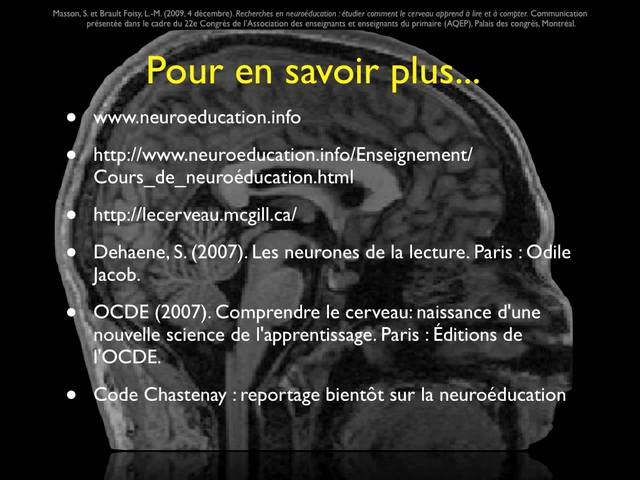 Masson, S. et Brault Foisy, L.-M. (2009, 4 décembre). Recherches en neuroéducation : étudier comment le cerveau apprend à lire et à compter. Communication
présentée dans le cadre du 22e Congrès de l'Association des enseignants et enseignants du primaire (AQEP), Palais des congrès, Montréal.
Pour en savoir plus...
• www.neuroeducation.info
• http://www.neuroeducation.info/Enseignement/
Cours_de_neuroéducation.html
• http://lecerveau.mcgill.ca/
• Dehaene, S. (2007). Les neurones de la lecture. Paris : Odile
Jacob.
• OCDE (2007). Comprendre le cerveau: naissance d'une
nouvelle science de l'apprentissage. Paris : Éditions de
l'OCDE.
• Code Chastenay : reportage bientôt sur la neuroéducation